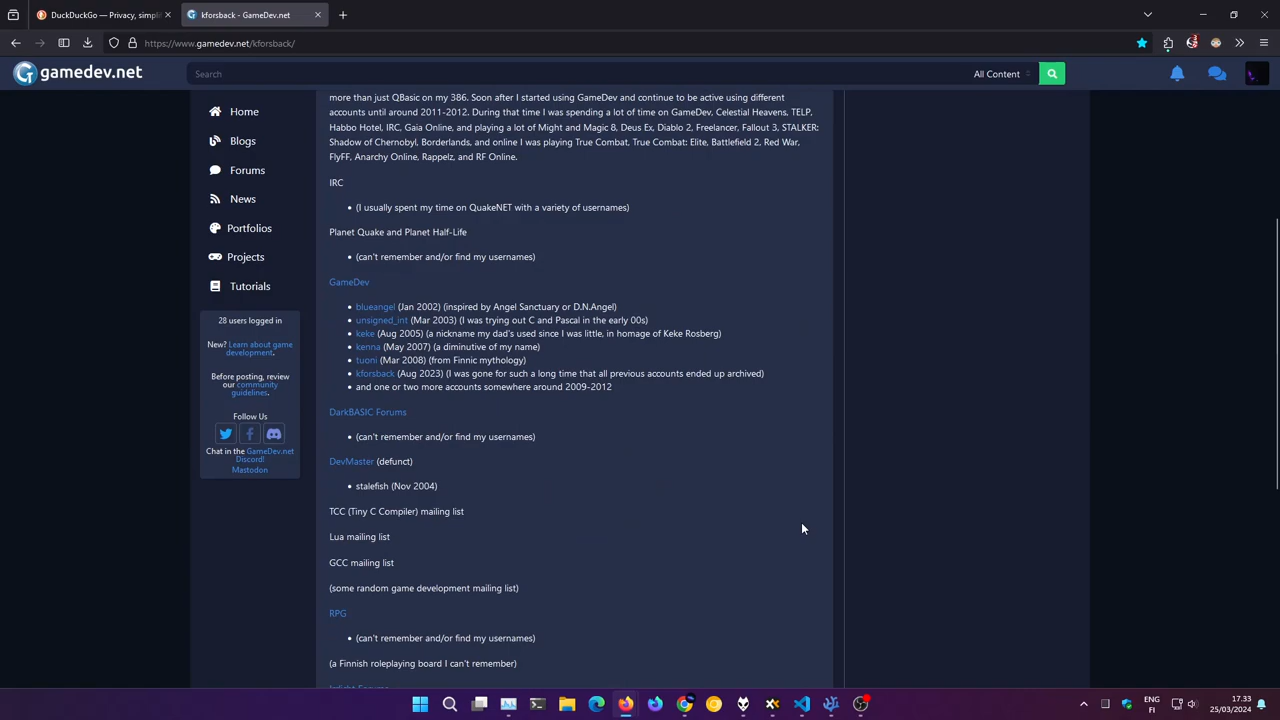 DuckDuckGo — Privacy, simpli
kforsback - GameDev.net
https://www.gamedev.net/kforsback/
gamedev.net
Search
All Content
Home
Blogs
Forums
News
Portfolios
Projects
Tutorials
28 users logged in
New? Learn about game
development.
Before posting, review
our community
guidelines.
Follow Us
Chat in the GameDev.net
Discord!
Mastodon
more than just QBasic on my 386. Soon after I started using GameDev and continue to be active using different
accounts until around 2011-2012. During that time I was spending a lot of time on GameDev, Celestial Heavens, TELP,
Habbo Hotel, IRC, Gaia Online, and playing a lot of Might and Magic 8, Deus Ex, Diablo 2, Freelancer, Fallout 3, STALKER:
Shadow of Chernobyl, Borderlands, and online I was playing True Combat, True Combat: Elite, Battlefield 2, Red War,
FlyFF, Anarchy Online, Rappelz, and RF Online.
IRC
• (I usually spent my time on QuakeNET with a variety of usernames)
Planet Quake and Planet Half-Life
• (can't remember and/or find my usernames)
GameDev
• blueangel (Jan 2002) (inspired by Angel Sanctuary or D.N.Angel)
• unsigned_int (Mar 2003) (I was trying out C and Pascal in the early 00s)
• keke (Aug 2005) (a nickname my dad's used since I was little, in homage of Keke Rosberg)
• kenna (May 2007) (a diminutive of my name)
• tuoni (Mar 2008) (from Finnic mythology)
• kforsback (Aug 2023) (I was gone for such a long time that all previous accounts ended up archived)
• and one or two more accounts somewhere around 2009-2012
DarkBASIC Forums
• (can't remember and/or find my usernames)
DevMaster (defunct)
• stalefish (Nov 2004)
TCC (Tiny C Compiler) mailing list
Lua mailing list
GCC mailing list
(some random game development mailing list)
RPG
• (can't remember and/or find my usernames)
(a Finnish roleplaying board I can't remember)
ENG
FI
17.33
25/03/2024